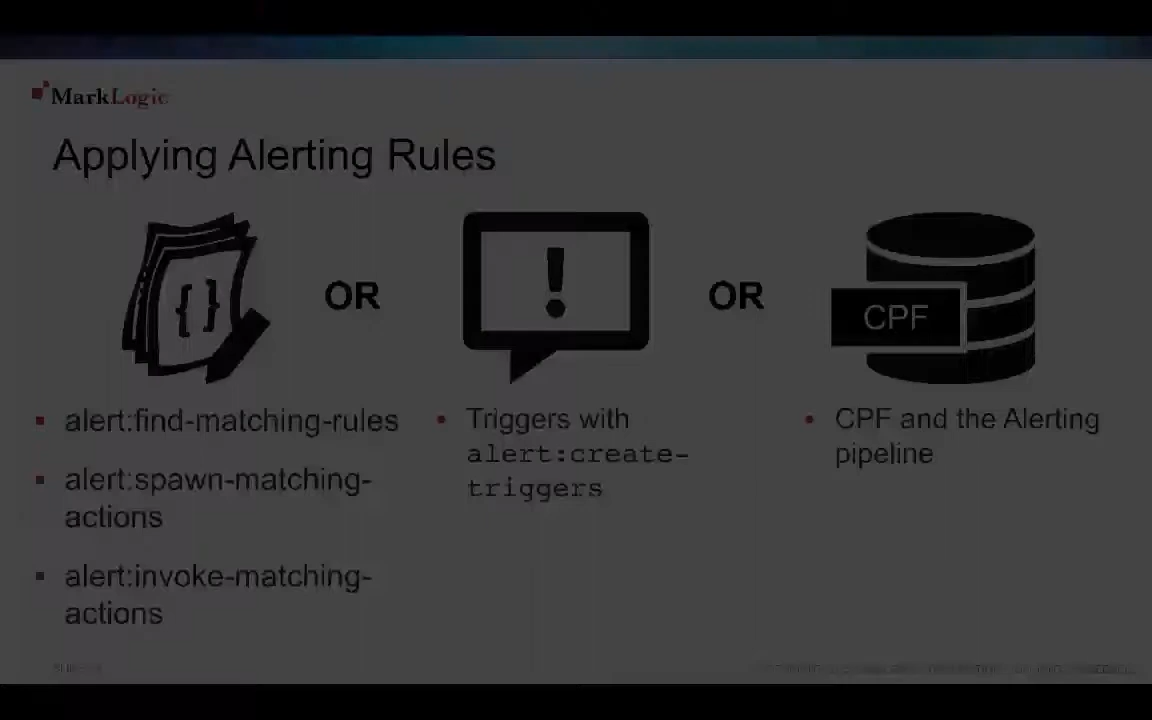 MarkLogic
Applying Alerting Rules
{ }
OR
!
OR
CPF
▪ alert:find-matching-rules
▪ alert:spawn-matching-
actions
▪ alert:invoke-matching-
actions
• Triggers with
alert:create-
triggers
• CPF and the Alerting
pipeline